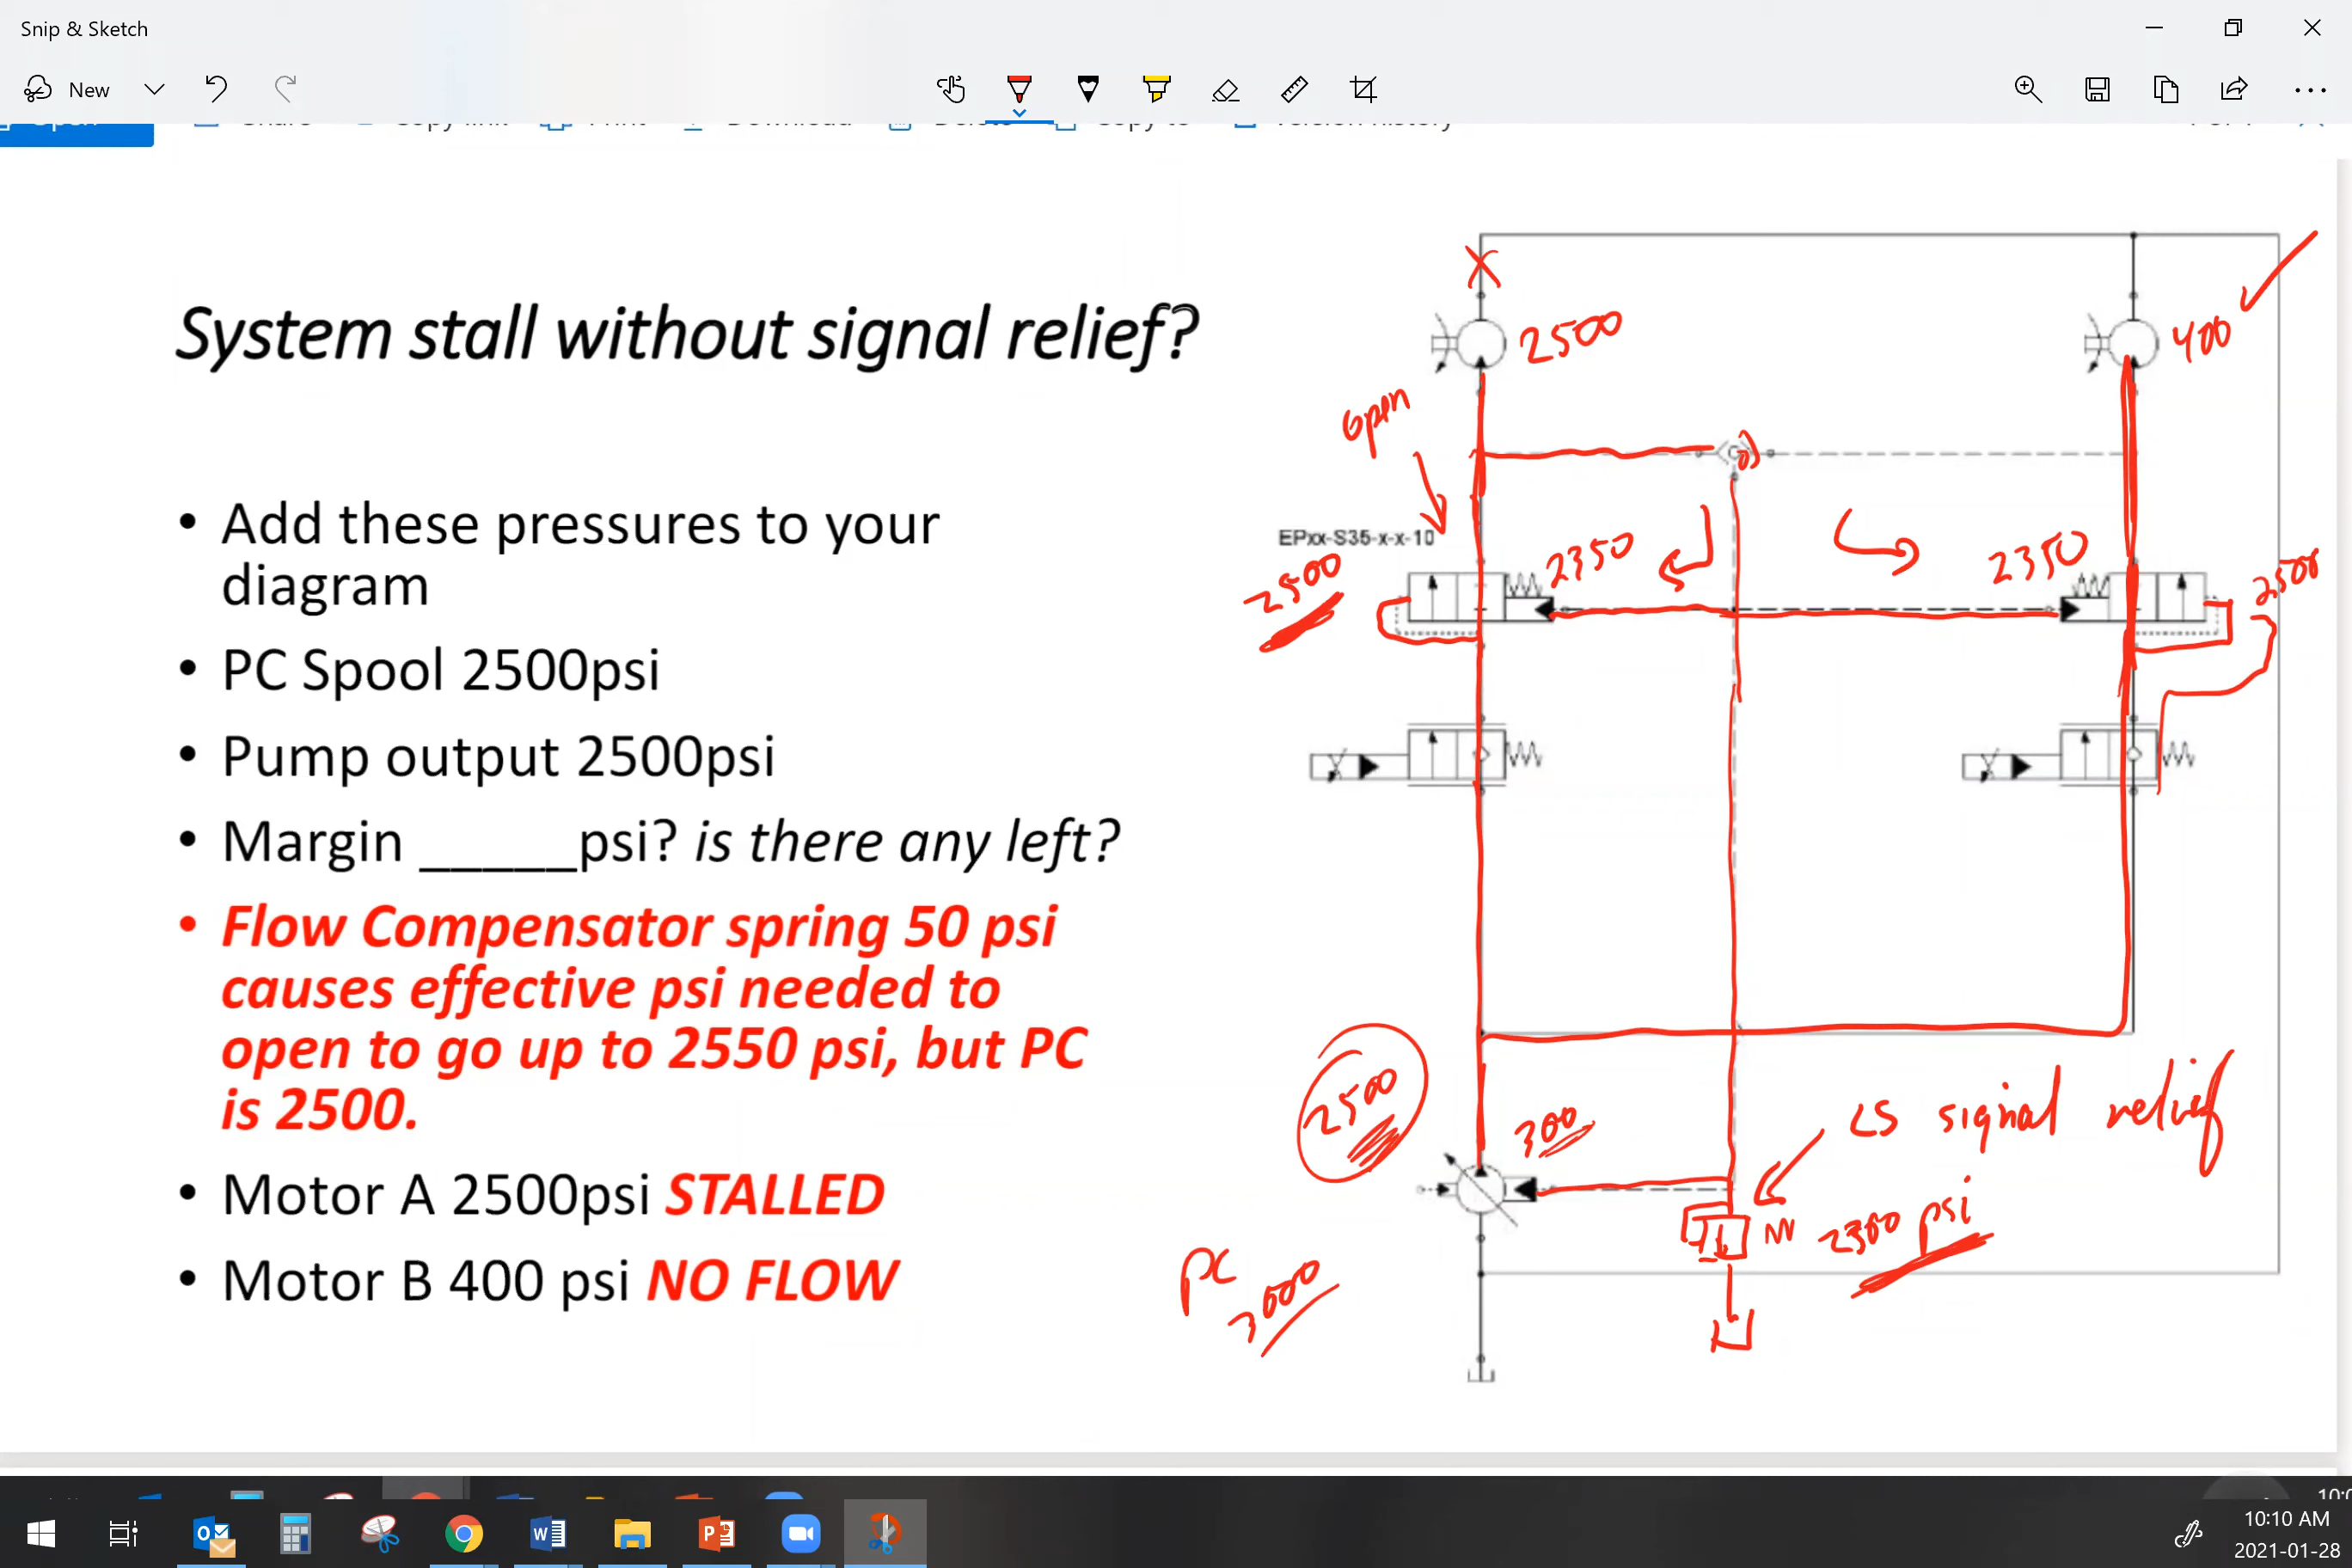 Snip & Sketch
New
System stall without signal relief?
• Add these pressures to your
diagram
• PC Spool 2500psi
• Pump output 2500psi
• Margin _____psi? is there any left?
• Flow Compensator spring 50 psi
causes effective psi needed to
open to go up to 2550 psi, but PC
is 2500.
• Motor A 2500psi STALLED
• Motor B 400 psi NO FLOW
X
2500
400
EPxx-S35-x-x-10
2500
2350
2350
2500
2500
300
LS signal relief
psi
PC
3000
10:10 AM
2021-01-28